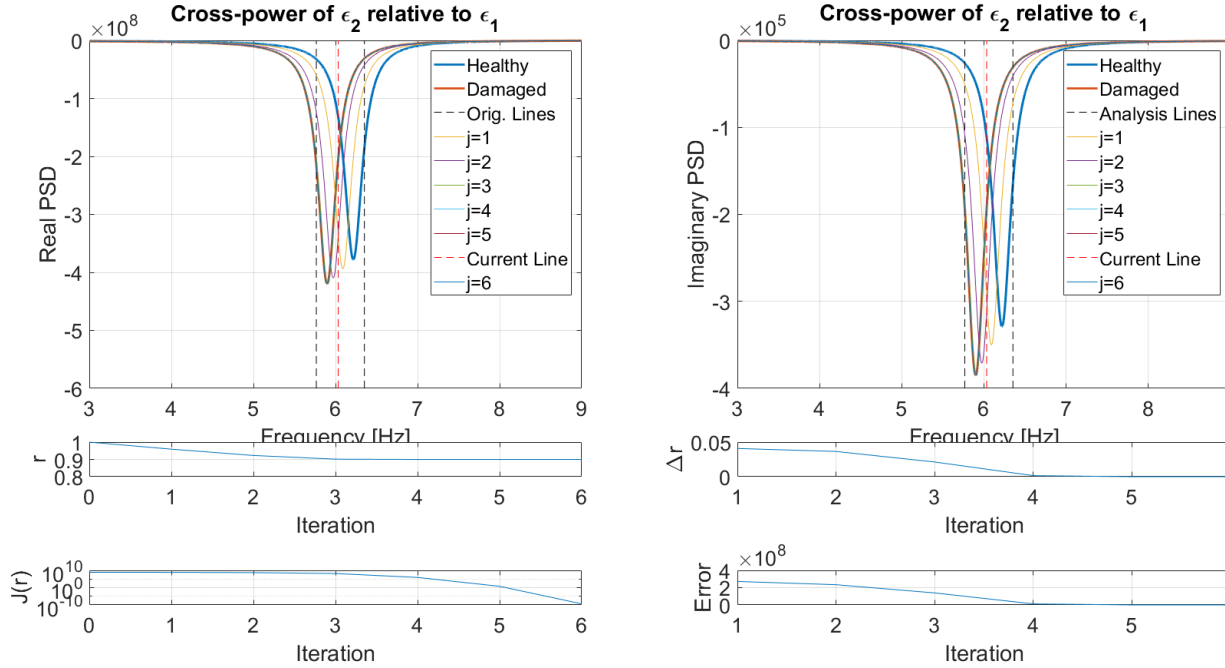 Cross-power of ϵ2 relative to ϵ1
×10^8
0
-1
-2
-3
-4
-5
-6
Real PSD
3
4
5
6
7
8
9
Frequency [Hz]
Healthy
Damaged
Orig. Lines
j=1
j=2
j=3
j=4
j=5
Current Line
j=6
Cross-power of ϵ2 relative to ϵ1
×10^5
0
-1
-2
-3
-4
Imaginary PSD
3
4
5
6
7
8
Frequency [Hz]
Healthy
Damaged
Analysis Lines
j=1
j=2
j=3
j=4
j=5
Current Line
j=6
1
0.9
0.8
r
0
1
2
3
4
5
6
Iteration
0.05
0
Δr
1
2
3
4
5
Iteration
10^10
10^0
10^-10
J(r)
0
1
2
3
4
5
6
Iteration
×10^8
4
2
0
Error
1
2
3
4
5
Iteration